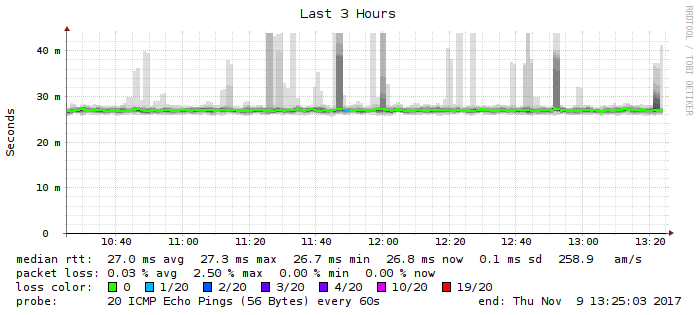 Last 3 Hours
RRDTOOL / TOBI OETIKER
Seconds
40 m
30 m
20 m
10 m
0
10:40 11:00 11:20 11:40 12:00 12:20 12:40 13:00 13:20
median rtt: 27.0 ms avg 27.3 ms max 26.7 ms min 26.8 ms now 0.1 ms sd 258.9 am/s
packet loss: 0.03 % avg 2.50 % max 0.00 % min 0.00 % now
loss color: 0 1/20 2/20 3/20 4/20 10/20 19/20
probe: 20 ICMP Echo Pings (56 Bytes) every 60s end: Thu Nov 9 13:25:03 2017